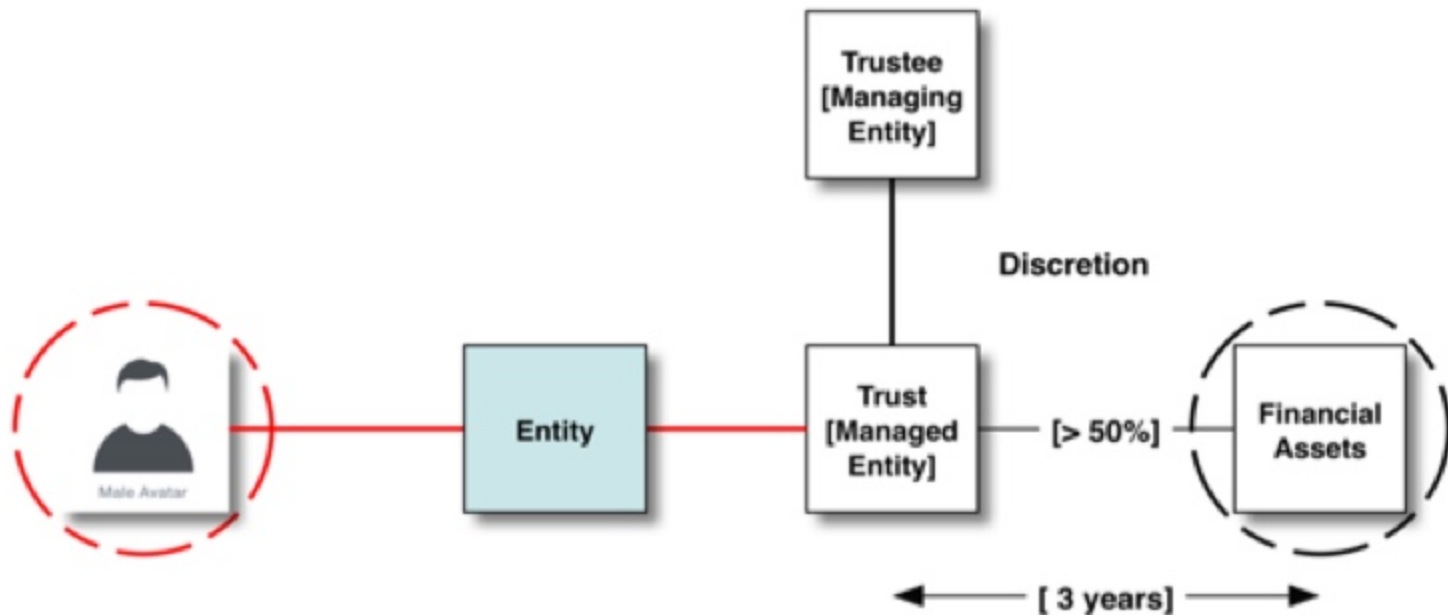 Trustee
[Managing
Entity]
Discretion
Male Avatar
Entity
Trust
[Managed
Entity]
[> 50%]
Financial
Assets
[ 3 years]